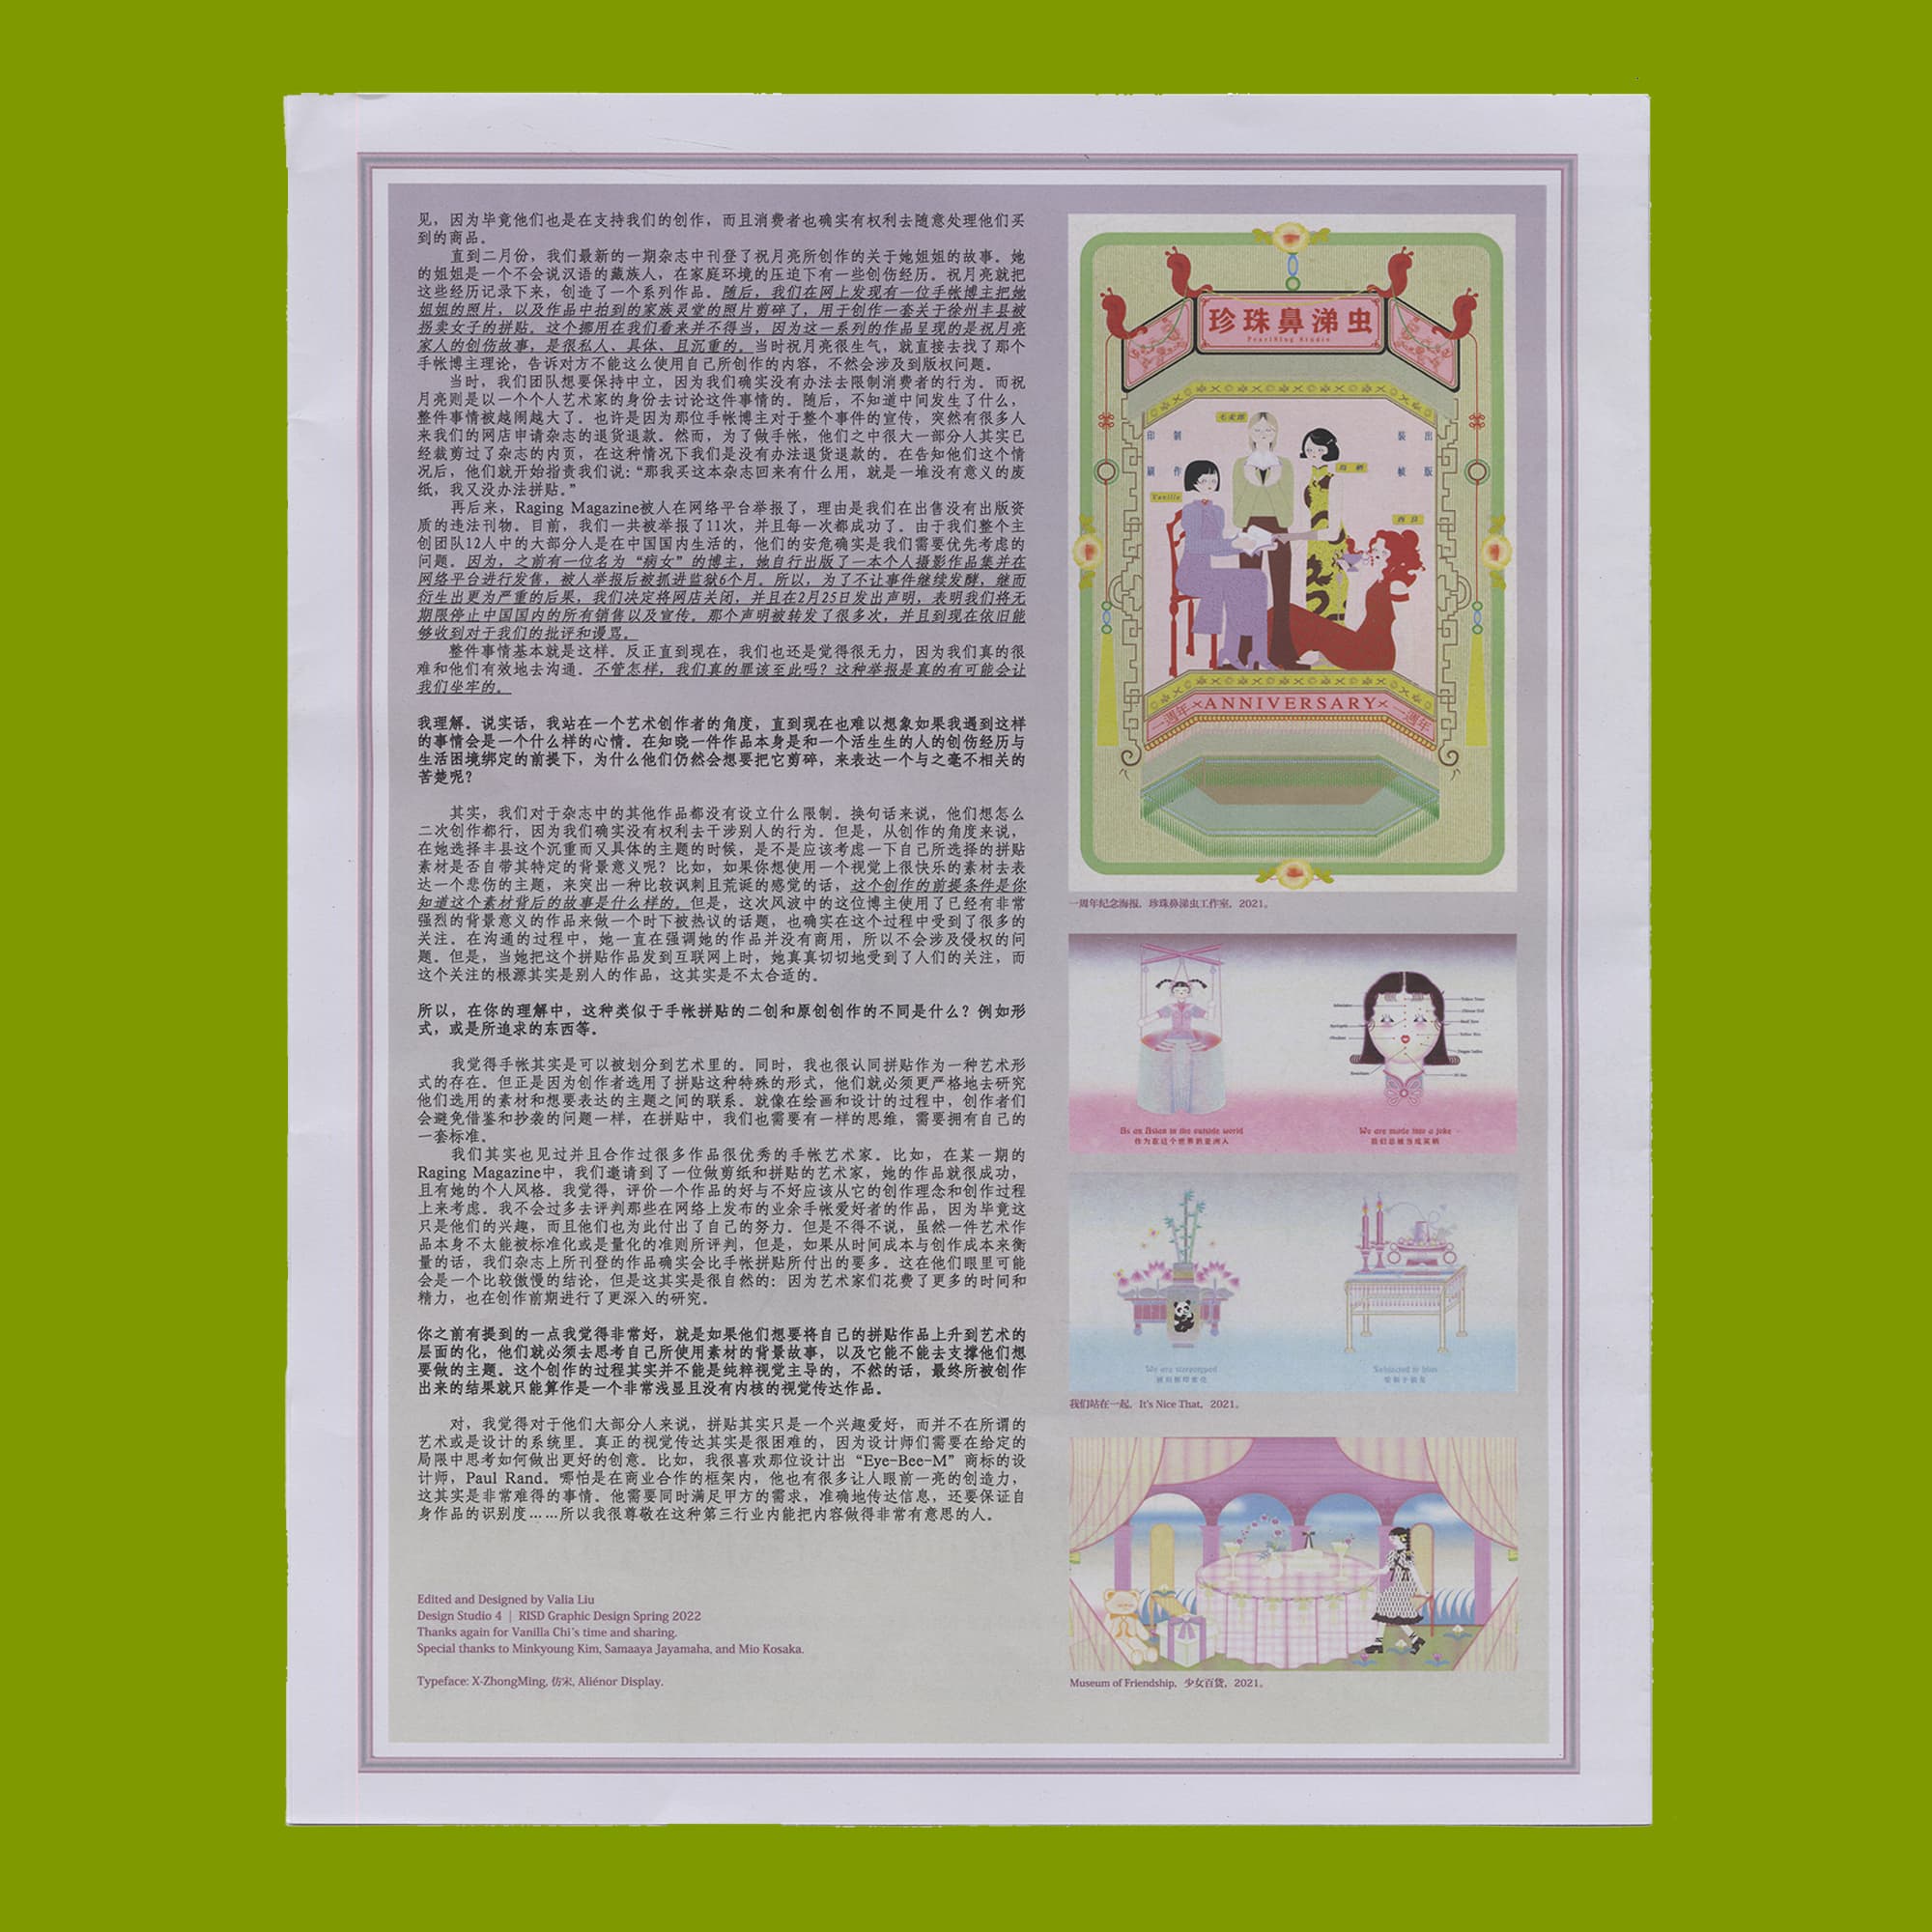 见，因为毕竟他们也是在支持我们的创作，而且消费者也确实有权利去随意处理他们买
到的商品。
直到二月份，我们最新的一期杂志中刊登了祝月亮所创作的关于她姐姐的故事。她
的姐姐是一个不会说汉语的藏族人，在家庭环境的压迫下有一些创伤经历。祝月亮就把
这些经历记录下来，创造了一个系列作品。随后，我们在网上发现有一位手帐博主把她
姐姐的照片，以及作品中拍到的家族灵堂的照片剪碎了，用于创作一套关于徐州丰县被
拐卖女子的拼贴。这个挪用在我们看来并不得当，因为这一系列的作品呈现的是祝月亮
家人的创伤故事，是很私人、具体、且沉重的。当时祝月亮很生气，就直接去找了那个
手帐博主理论，告诉对方不能这么使用自己所创作的内容，不然会涉及到版权问题。
当时，我们团队想要保持中立，因为我们确实没有办法去限制消费者的行为。而祝
月亮则是以一个个人艺术家的身份去讨论这件事情的。随后，不知道中间发生了什么，
整件事情被越闹越大了。也许是因为那位手帐博主对于整个事件的宣传，突然有很多人
来我们的网店申请杂志的退货退款。然而，为了做手帐，他们之中很大一部分人其实已
经裁剪过了杂志的内页，在这种情况下我们是没有办法退货退款的。在告知他们这个情
况后，他们就开始指责我们说：“那我买这本杂志回来有什么用，就是一堆没有意义的废
纸，我又没办法拼贴。”
再后来，Raging Magazine被人在网络平台举报了，理由是我们在出售没有出版资
质的违法刊物。目前，我们一共被举报了11次，并且每一次都成功了。由于我们整个主
创团队12人中的大部分人是在中国国内生活的，他们的安危确实是我们需要优先考虑的
问题。因为，之前有一位名为“病女”的博主，她自行出版了一本个人摄影作品集并在
网络平台进行发售，被人举报后被抓进监狱6个月。所以，为了不让事件继续发酵，继而
衍生出更为严重的后果，我们决定将网店关闭，并且在2月25日发出声明，表明我们将无
期限停止中国国内的所有销售以及宣传。那个声明被转发了很多次，并且到现在依旧能
够收到对于我们的批评和谩骂。
整件事情基本就是这样。反正直到现在，我们也还是觉得很无力，因为我们真的很
难和他们有效地去沟通。不管怎样，我们真的罪该至此吗？这种举报是真的有可能会让
我们坐牢的。
我理解。说实话，我站在一个艺术创作者的角度，直到现在也难以想象如果我遇到这样
的事情会是一个什么样的心情。在知晓一件作品本身是和一个活生生的人的创伤经历与
生活困境绑定的前提下，为什么他们仍然会想要把它剪碎，来表达一个与之毫不相关的
苦楚呢？
其实，我们对于杂志中的其他作品都没有设立什么限制。换句话来说，他们想怎么
二次创作都行，因为我们确实没有权利去干涉别人的行为。但是，从创作的角度来说，
在她选择丰县这个沉重而又具体的主题的时候，是不是应该考虑一下自己所选择的拼贴
素材是否自带其特定的背景意义呢？比如，如果你想使用一个视觉上很快乐的素材去表
达一个悲伤的主题，来突出一种比较讽刺且荒诞的感觉的话，这个创作的前提条件是你
知道这个素材背后的故事是什么样的。但是，这次风波中的这位博主使用了已经有非常
强烈的背景意义的作品来做一个时下被热议的话题，也确实在这个过程中受到了很多的
关注。在沟通的过程中，她一直在强调她的作品并没有商用，所以不会涉及侵权的问
题。但是，当她把这个拼贴作品发到互联网上时，她真真切切地受到了人们的关注，而
这个关注的根源其实是别人的作品，这其实是不太合适的。
所以，在你的理解中，这种类似于手帐拼贴的二创和原创创作的不同是什么？例如形
式，或是所追求的东西等。
我觉得手帐其实是可以被划分到艺术里的。同时，我也很认同拼贴作为一种艺术形
式的存在。但正是因为创作者选用了拼贴这种特殊的形式，他们就必须更严格地去研究
他们选用的素材和想要表达的主题之间的联系。就像在绘画和设计的过程中，创作者们
会避免借鉴和抄袭的问题一样，在拼贴中，我们也需要有一样的思维，需要拥有自己的
一套标准。
我们其实也见过并且合作过很多作品很优秀的手帐艺术家。比如，在某一期的
Raging Magazine中，我们邀请到了一位做剪纸和拼贴的艺术家，她的作品就很成功，
且有她的个人风格。我觉得，评价一个作品的好与不好应该从它的创作理念和创作过程
上来考虑。我不会过多去评判那些在网络上发布的业余手帐爱好者的作品，因为毕竟这
只是他们的兴趣，而且他们也为此付出了自己的努力。但是不得不说，虽然一件艺术作
品本身不太能被标准化或是量化的准则所评判，但是，如果从时间成本与创作成本来衡
量的话，我们杂志上所刊登的作品确实会比手帐拼贴所付出的要多。这在他们眼里可能
会是一个比较傲慢的结论，但是这其实是很自然的：因为艺术家们花费了更多的时间和
精力，也在创作前期进行了更深入的研究。
你之前有提到的一点我觉得非常好，就是如果他们想要将自己的拼贴作品上升到艺术的
层面的化，他们就必须去思考自己所使用素材的背景故事，以及它能不能去支撑他们想
要做的主题。这个创作的过程其实并不能是纯粹视觉主导的，不然的话，最终所被创作
出来的结果就只能算作是一个非常浅显且没有内核的视觉传达作品。
对，我觉得对于他们大部分人来说，拼贴其实只是一个兴趣爱好，而并不在所谓的
艺术或是设计的系统里。真正的视觉传达其实是很困难的，因为设计师们需要在给定的
局限中思考如何做出更好的创意。比如，我很喜欢那位设计出“Eye-Bee-M”商标的设
计师，Paul Rand。哪怕是在商业合作的框架内，他也有很多让人眼前一亮的创造力，
这其实是非常难得的事情。他需要同时满足甲方的需求，准确地传达信息，还要保证自
身作品的识别度……所以我很尊敬在这种第三行业内能把内容做得非常有意思的人。
Edited and Designed by Valia Liu
Design Studio 4 | RISD Graphic Design Spring 2022
Thanks again for Vanilla Chi's time and sharing.
Special thanks to Minkyoung Kim, Samaaya Jayamaha, and Mio Kosaka.
Typeface: X-ZhongMing, 仿宋, Aliénor Display.
珍珠鼻涕虫
PearlSlug Studio
印 制
刷 作
裝 出
幀 版
Vanilla
一週年 ANNIVERSARY 一週年
一周年纪念海报，珍珠鼻涕虫工作室，2021。
As an Asian in the outside world
作为在这个世界的亚洲人
We are made into a joke
我们总被当成笑柄
We are stereotyped
被刻板印象化
我们站在一起，It's Nice That，2021。
Museum of Friendship，少女百货，2021。